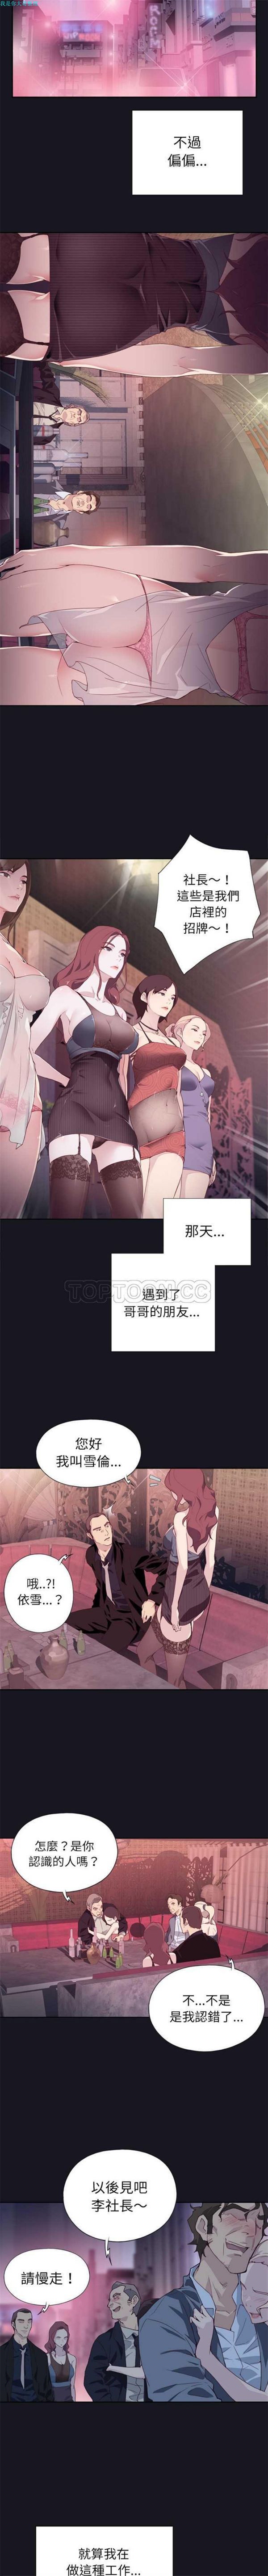 不過
偏偏...
社長～！
這些是我們
店裡的
招牌～！
那天...
遇到了
哥哥的朋友...
TOPTOON.CC
您好
我叫雪倫...
哦..?!
依雪...？
怎麼？是你
認識的人嗎？
不...不是
是我認錯了...
以後見吧
李社長～
請慢走！
就算我在
做這種工作...